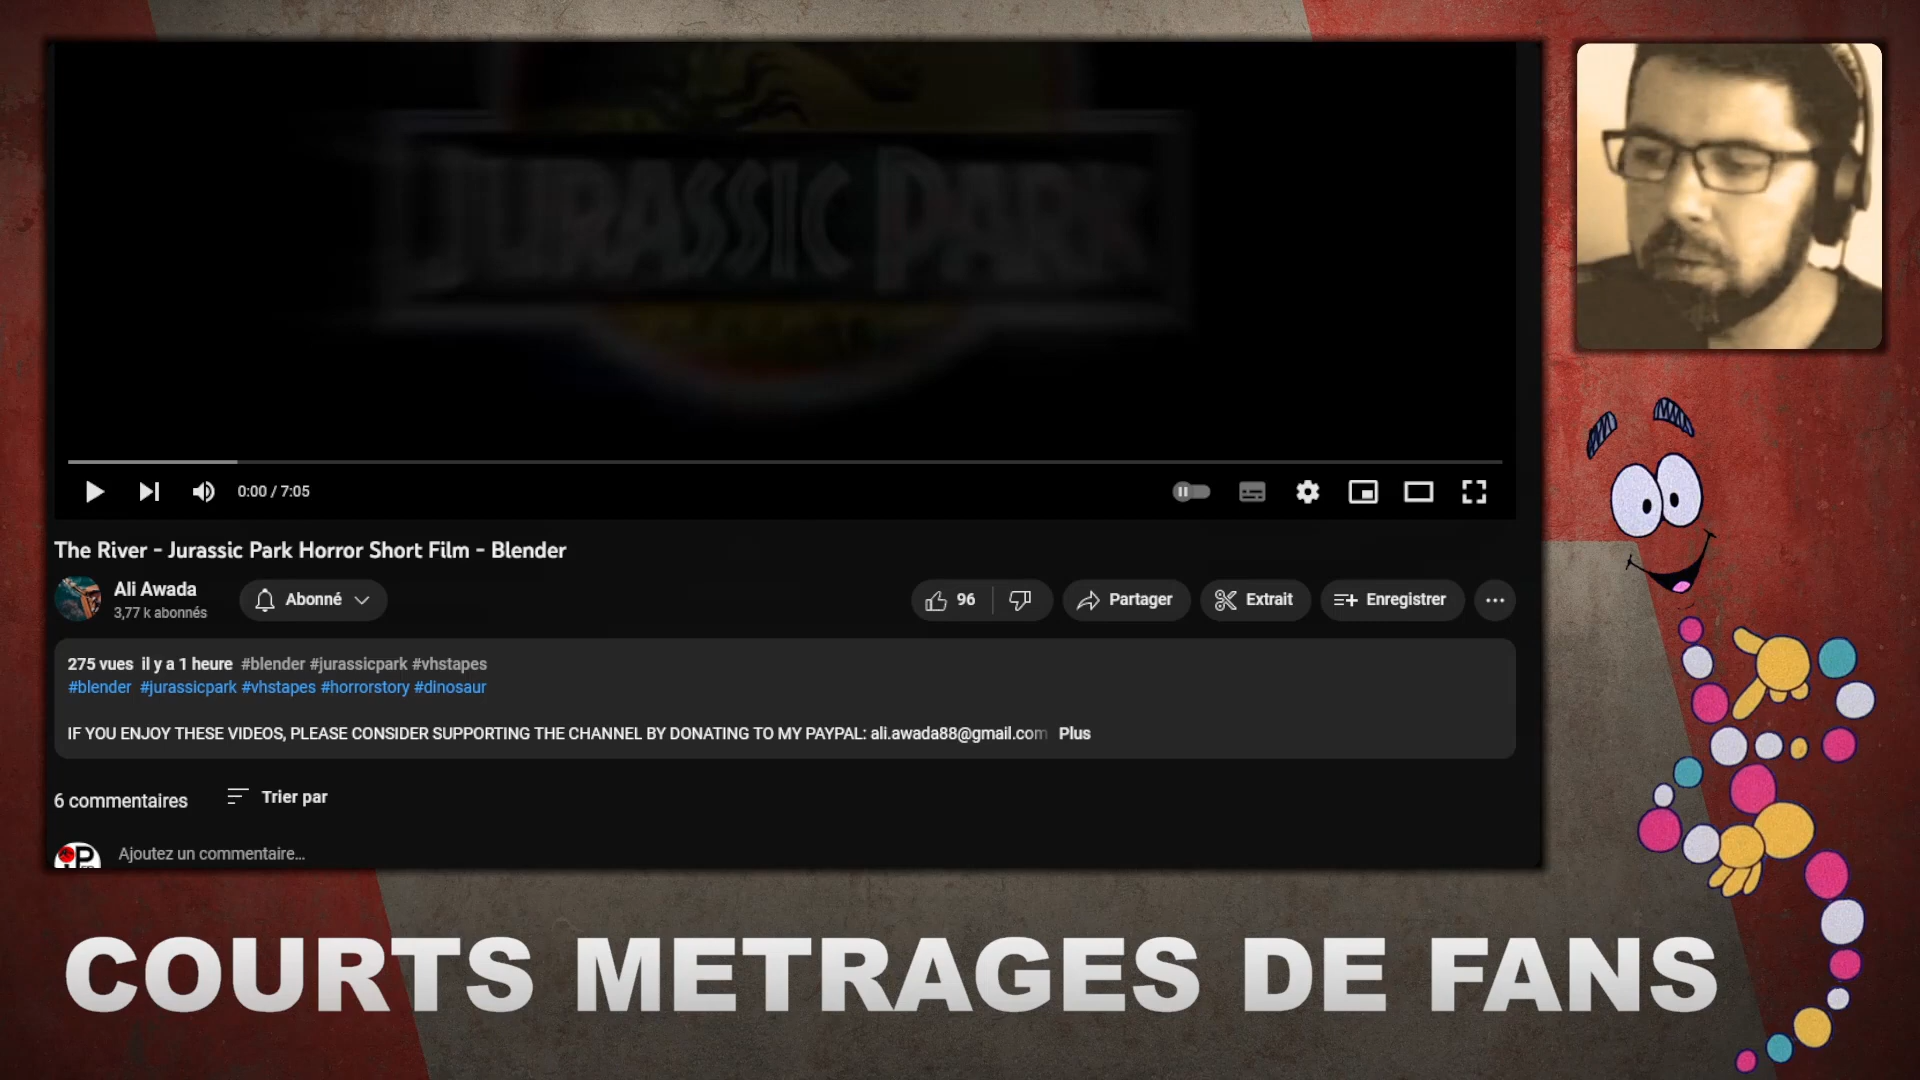 JURASSIC PARK
0:00 / 7:05
The River - Jurassic Park Horror Short Film - Blender
Ali Awada
3,77 k abonnés
Abonné
96
Partager
Extrait
Enregistrer
275 vues il y a 1 heure #blender #jurassicpark #vhstapes
#blender #jurassicpark #vhstapes #horrorstory #dinosaur
IF YOU ENJOY THESE VIDEOS, PLEASE CONSIDER SUPPORTING THE CHANNEL BY DONATING TO MY PAYPAL: ali.awada88@gmail.com Plus
6 commentaires
Trier par
Ajoutez un commentaire...
COURTS METRAGES DE FANS